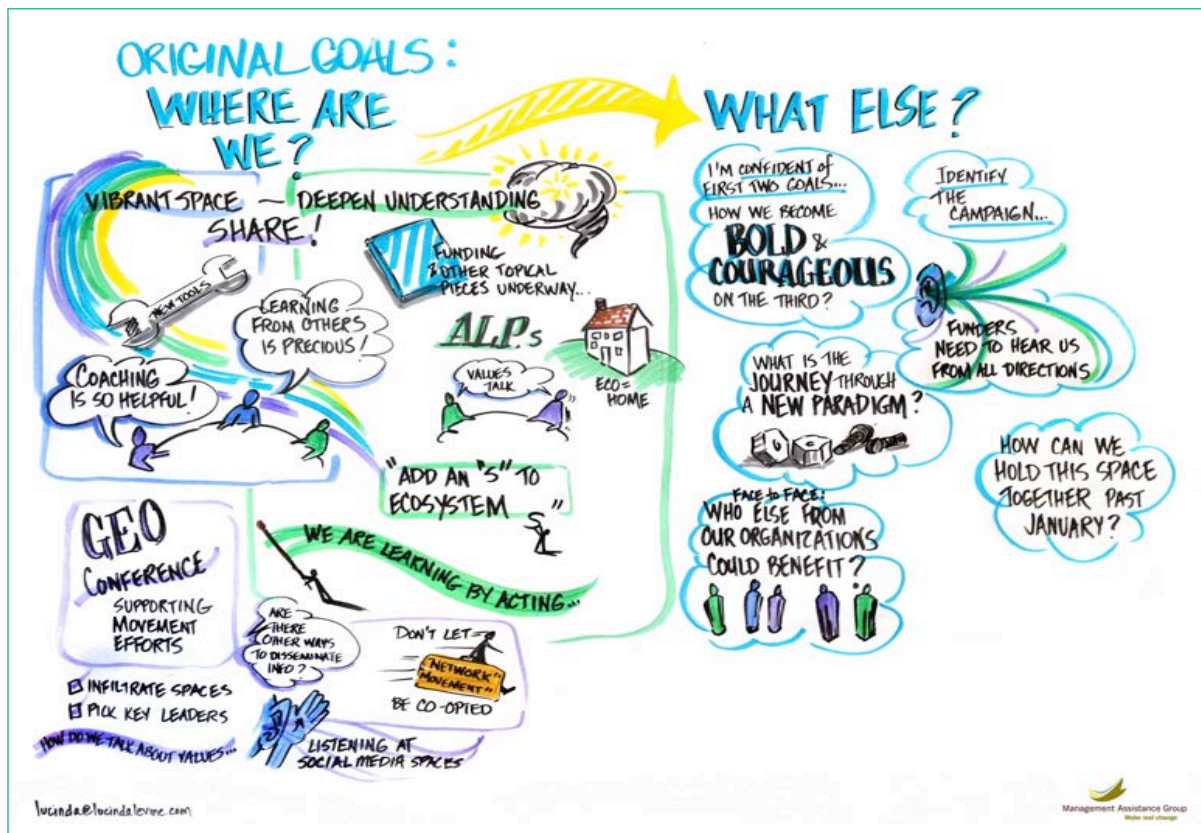 ORIGINAL GOALS:
WHERE ARE
WE?
VIBRANT SPACE ~ DEEPEN UNDERSTANDING
SHARE!
NEW TOOLS
LEARNING
FROM OTHERS
IS PRECIOUS!
COACHING
IS SO HELPFUL!
FUNDING
& OTHER TOPICAL
PIECES UNDERWAY...
ALPs
VALUES
TALK
ECO=
HOME
"ADD AN "S" TO
ECOSYSTEM"
S
WE ARE LEARNING BY ACTING...
GEO
CONFERENCE
SUPPORTING
MOVEMENT
EFFORTS
INFILTRATE SPACES
PICK KEY LEADERS
HOW DO WE TALK ABOUT VALUES...
ARE
THERE
OTHER WAYS
TO DISSEMINATE
INFO?
DON'T LET
"NETWORK
MOVEMENT"
BE CO-OPTED
LISTENING AT
SOCIAL MEDIA SPACES
WHAT ELSE?
I'M CONFIDENT of
FIRST TWO GOALS...
HOW WE BECOME
BOLD &
COURAGEOUS
ON THE THIRD?
IDENTIFY
THE
CAMPAIGN...
FUNDERS
NEED TO HEAR US
FROM ALL DIRECTIONS
WHAT IS THE
JOURNEY THROUGH
A NEW PARADIGM?
HOW CAN WE
HOLD THIS SPACE
TOGETHER PAST
JANUARY?
FACE to FACE:
WHO ELSE FROM
OUR ORGANIZATIONS
COULD BENEFIT?
lucinda@lucindalevine.com
Management Assistance Group
Make real change